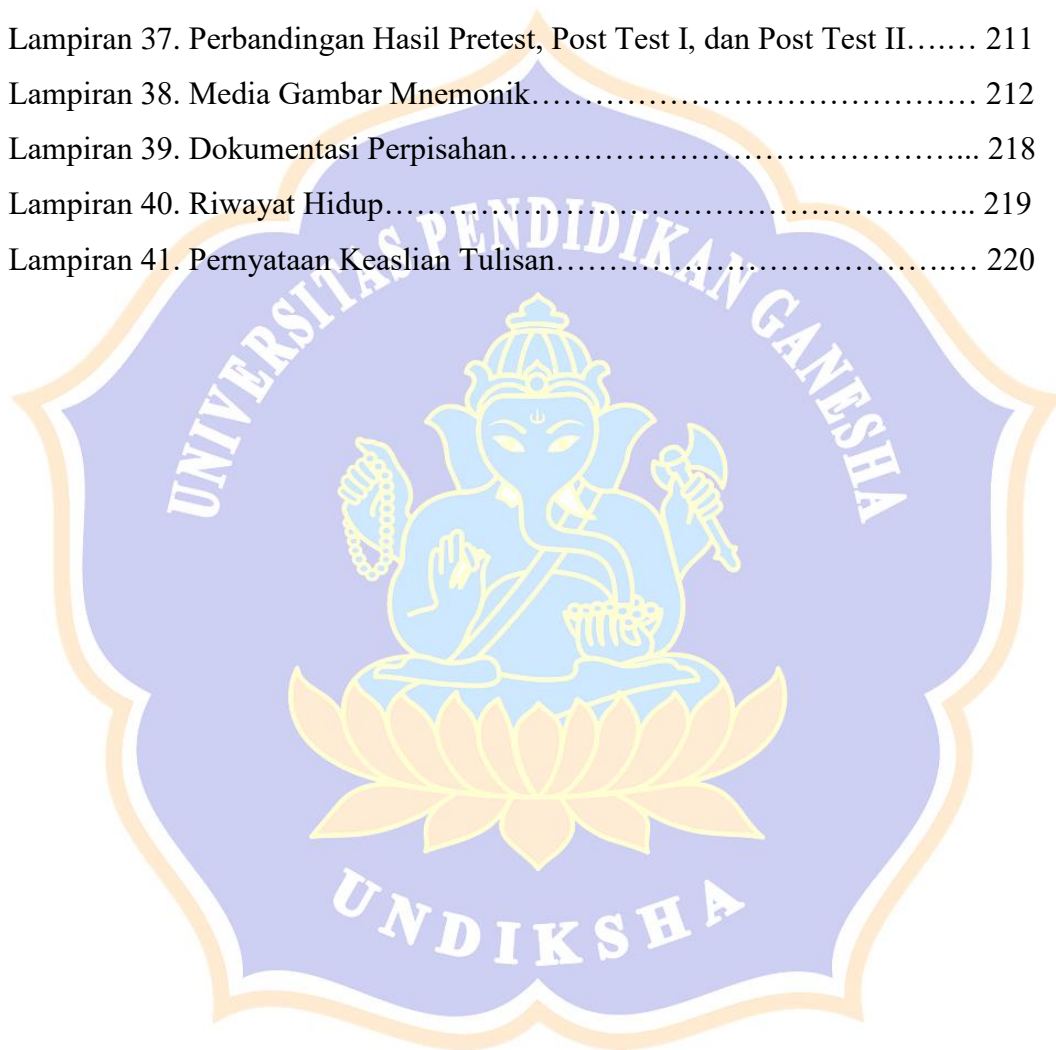 Lampiran 37. Perbandingan Hasil Pretest, Post Test I, dan Post Test II….… 211
Lampiran 38. Media Gambar Mnemonik…………………………………… 212
Lampiran 39. Dokumentasi Perpisahan…………………………………….... 218
Lampiran 40. Riwayat Hidup……………………………………………….. 219
Lampiran 41. Pernyataan Keaslian Tulisan……………………………….… 220
UNIVERSITAS PENDIDIKAN GANESHA
UNDIKSHA